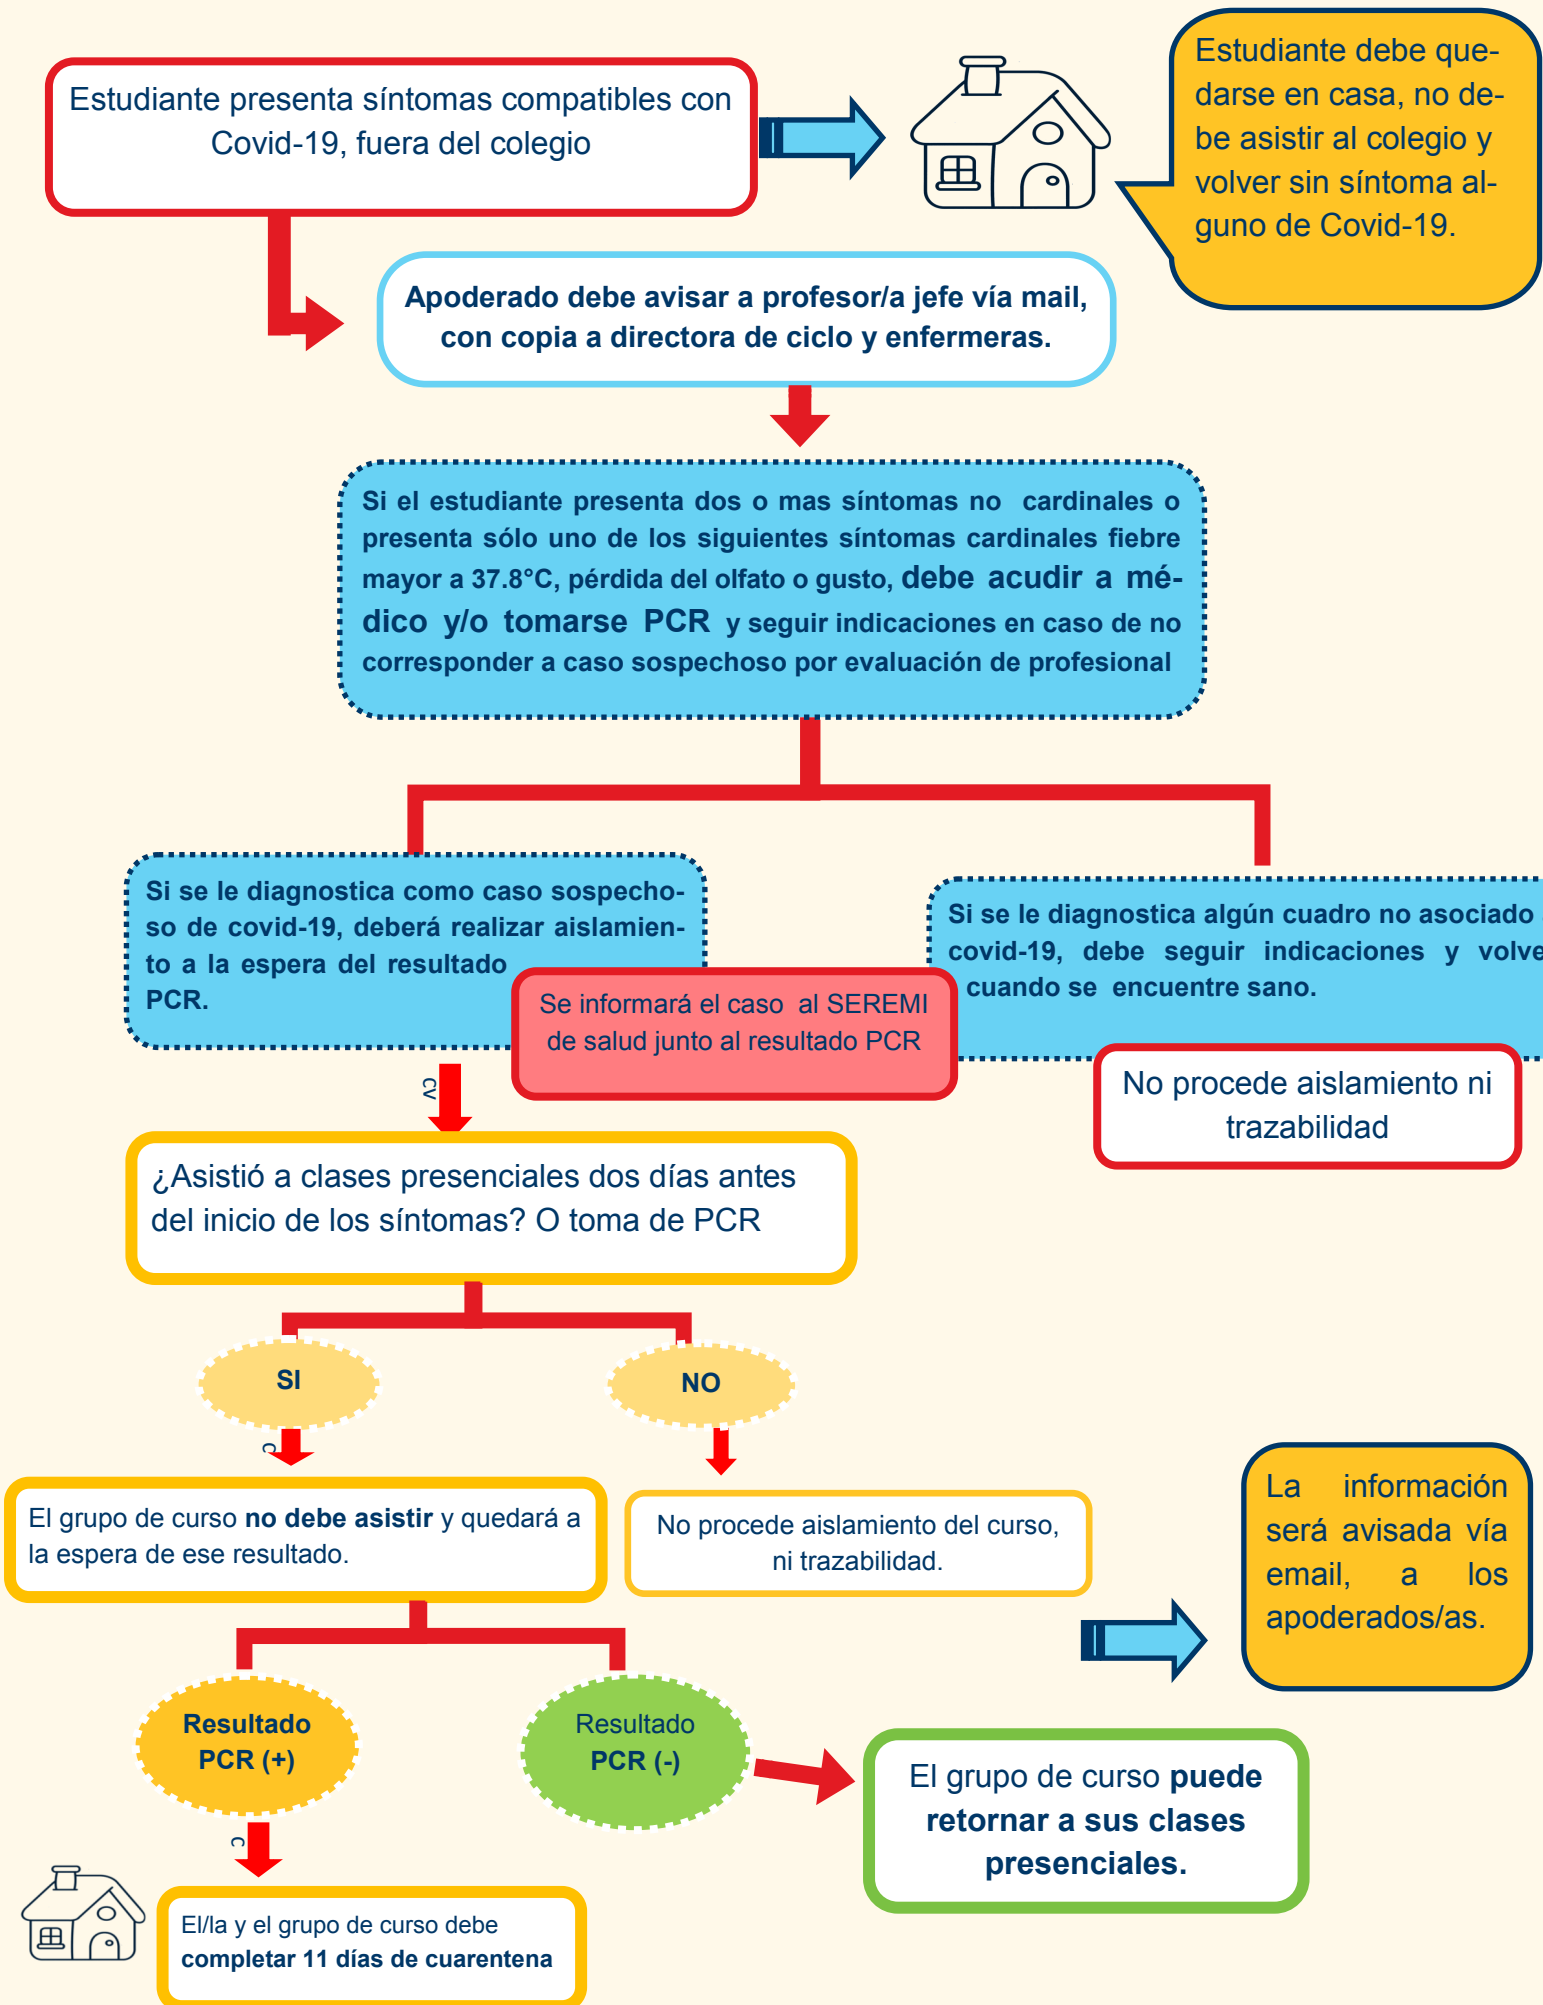 Estudiante presenta síntomas compatibles con
Covid-19, fuera del colegio
Estudiante debe que-
darse en casa, no de-
be asistir al colegio y
volver sin síntoma al-
guno de Covid-19.
Apoderado debe avisar a profesor/a jefe vía mail,
con copia a directora de ciclo y enfermeras.
Si el estudiante presenta dos o mas síntomas no cardinales o
presenta sólo uno de los siguientes síntomas cardinales fiebre
mayor a 37.8°C, pérdida del olfato o gusto, debe acudir a mé-
dico y/o tomarse PCR y seguir indicaciones en caso de no
corresponder a caso sospechoso por evaluación de profesional
Si se le diagnostica como caso sospecho-
so de covid-19, deberá realizar aislamien-
to a la espera del resultado
PCR.
Se informará el caso al SEREMI
de salud junto al resultado PCR
Si se le diagnostica algún cuadro no asociado
covid-19, debe seguir indicaciones y volve
cuando se encuentre sano.
No procede aislamiento ni
trazabilidad
cv
¿Asistió a clases presenciales dos días antes
del inicio de los síntomas? O toma de PCR
SI
NO
c
El grupo de curso no debe asistir y quedará a
la espera de ese resultado.
No procede aislamiento del curso,
ni trazabilidad.
La información
será avisada vía
email, a los
apoderados/as.
Resultado
PCR (+)
Resultado
PCR (-)
El grupo de curso puede
retornar a sus clases
presenciales.
c
El/la y el grupo de curso debe
completar 11 días de cuarentena